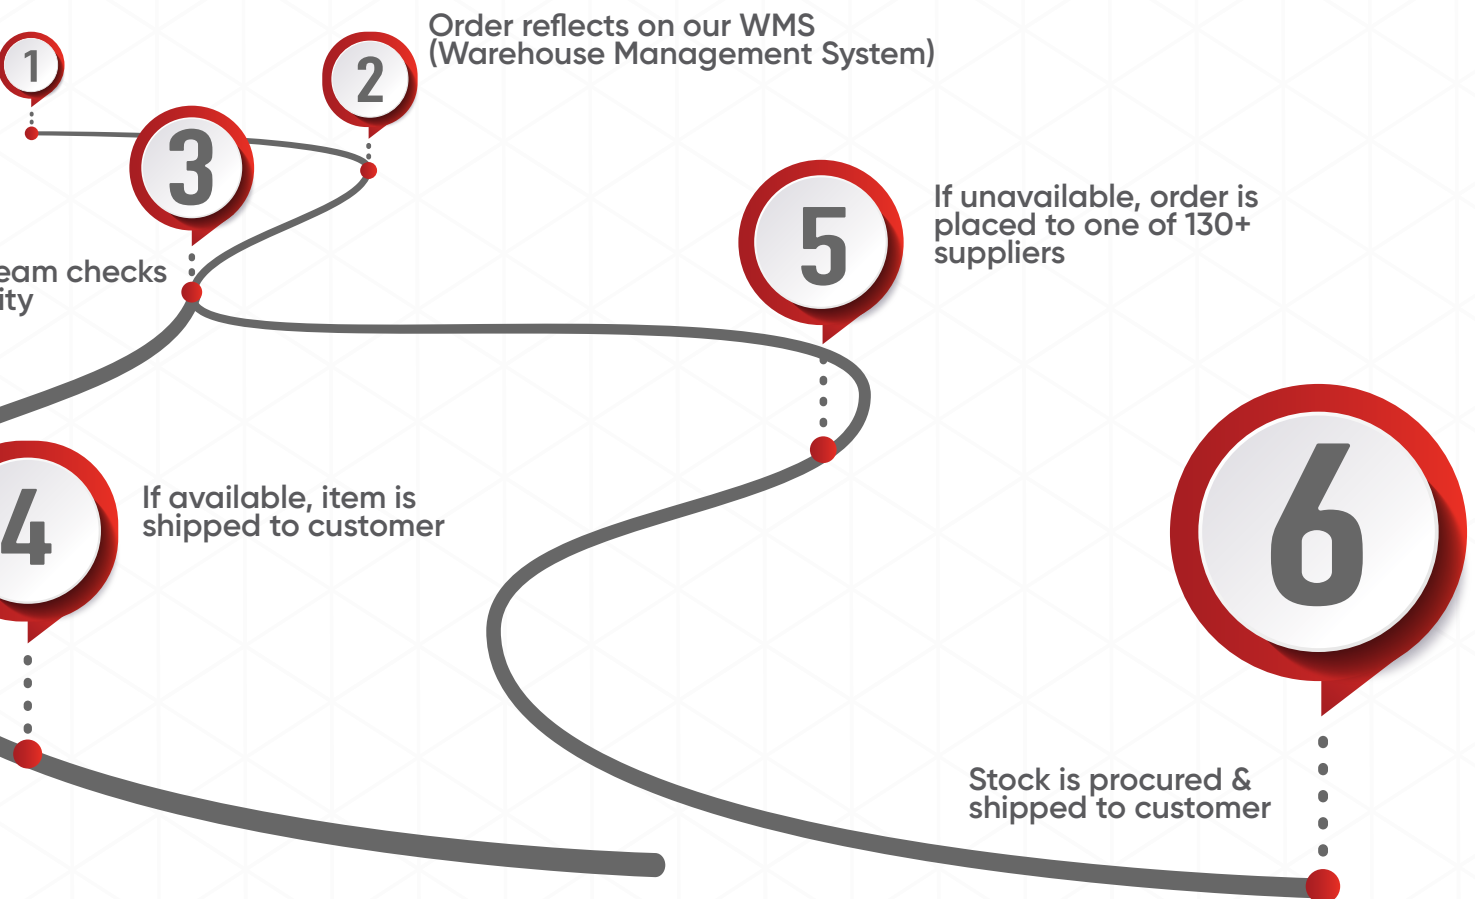 1
2
Order reflects on our WMS
(Warehouse Management System)
3
checks
5
If unavailable, order is
placed to one of 130+
suppliers
4
If available, item is
shipped to customer
6
Stock is procured &
shipped to customer